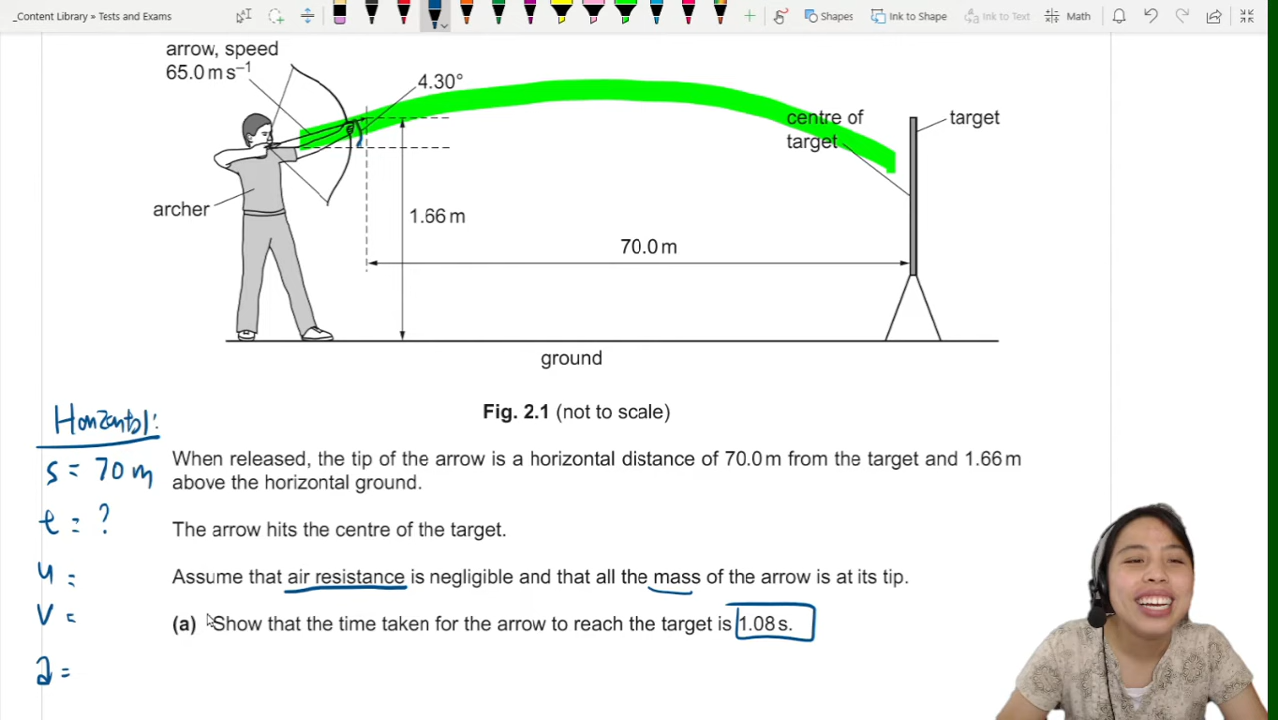 _Content Library » Tests and Exams
Shapes
Ink to Shape
Ink to Text
Math
arrow, speed
65.0 m s⁻¹
4.30°
centre of
target
target
archer
1.66 m
70.0 m
ground
Fig. 2.1 (not to scale)
Horizontal:
s = 70 m
When released, the tip of the arrow is a horizontal distance of 70.0 m from the target and 1.66 m
above the horizontal ground.
t = ?
The arrow hits the centre of the target.
u =
Assume that air resistance is negligible and that all the mass of the arrow is at its tip.
v =
(a) Show that the time taken for the arrow to reach the target is 1.08 s.
a =